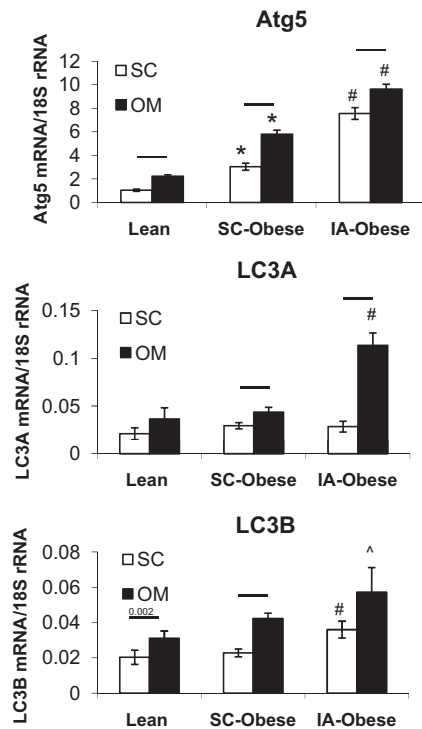 Atg5
Atg5 mRNA/18S rRNA
12
10
8
6
4
2
0
SC
OM
*
*
#
#
Lean
SC-Obese
IA-Obese
LC3A
LC3A mRNA/18S rRNA
0.15
0.1
0.05
0
SC
OM
#
Lean
SC-Obese
IA-Obese
LC3B
LC3B mRNA/18S rRNA
0.08
0.06
0.04
0.02
0
SC
OM
0.002
#
^
Lean
SC-Obese
IA-Obese